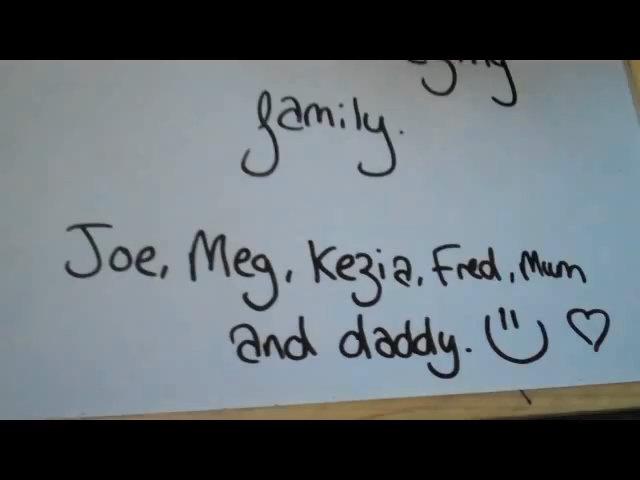 family.
Joe, Meg, Kezia, Fred, Mum
and daddy.